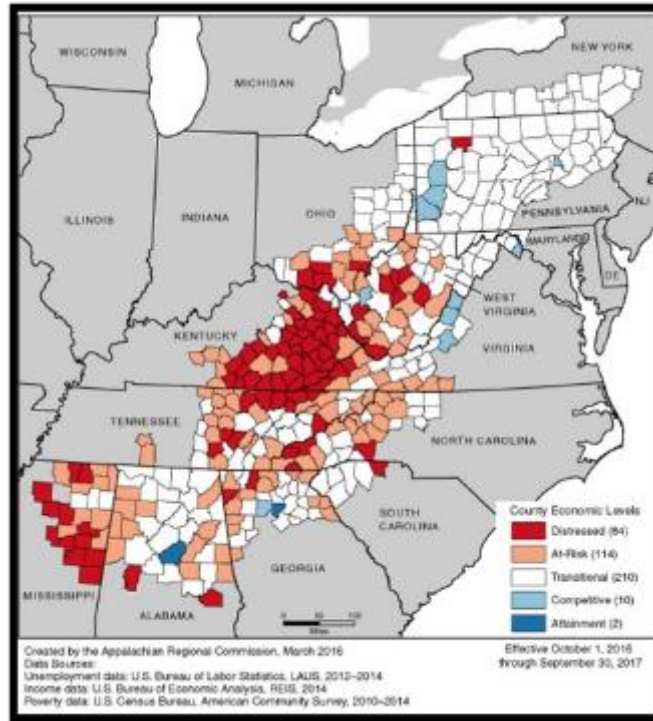 WISCONSIN
MICHIGAN
NEW YORK
ILLINOIS
INDIANA
OHIO
PENNSYLVANIA
NJ
MARYLAND
DE
WEST
VIRGINIA
KENTUCKY
VIRGINIA
TENNESSEE
NORTH CAROLINA
SOUTH
CAROLINA
GEORGIA
MISSISSIPPI
ALABAMA
County Economic Levels
Distressed (84)
At-Risk (114)
Transitional (210)
Competitive (10)
Attainment (2)
0 50 100
Miles
Created by the Appalachian Regional Commission, March 2016
Data Sources:
Unemployment data: U.S. Bureau of Labor Statistics, LAUS, 2012–2014
Income data: U.S. Bureau of Economic Analysis, REIS, 2014
Poverty data: U.S. Census Bureau, American Community Survey, 2010–2014
Effective October 1, 2016
through September 30, 2017